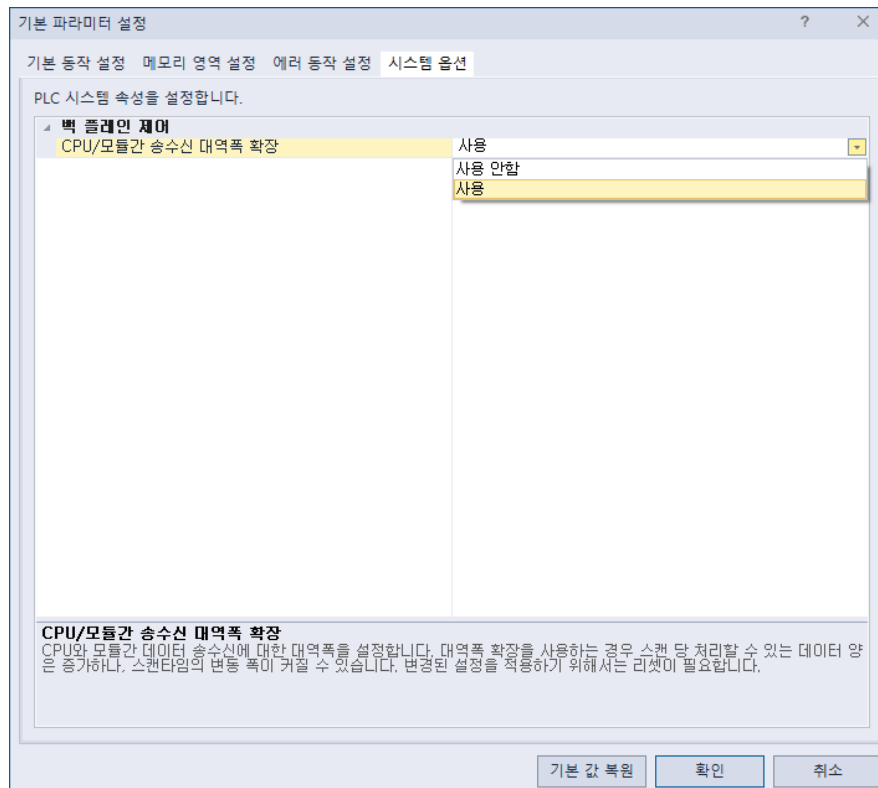 기본 파라미터 설정
기본 동작 설정 메모리 영역 설정 에러 동작 설정 시스템 옵션
PLC 시스템 속성을 설정합니다.
백 플레인 제어
CPU/모듈간 송수신 대역폭 확장 사용
사용 안함
사용
CPU/모듈간 송수신 대역폭 확장
CPU와 모듈간 데이터 송수신에 대한 대역폭을 설정합니다. 대역폭 확장을 사용하는 경우 스캔 당 처리할 수 있는 데이터 양
은 증가하나, 스캔타임의 변동 폭이 커질 수 있습니다. 변경된 설정을 적용하기 위해서는 리셋이 필요합니다.
기본 값 복원 확인 취소